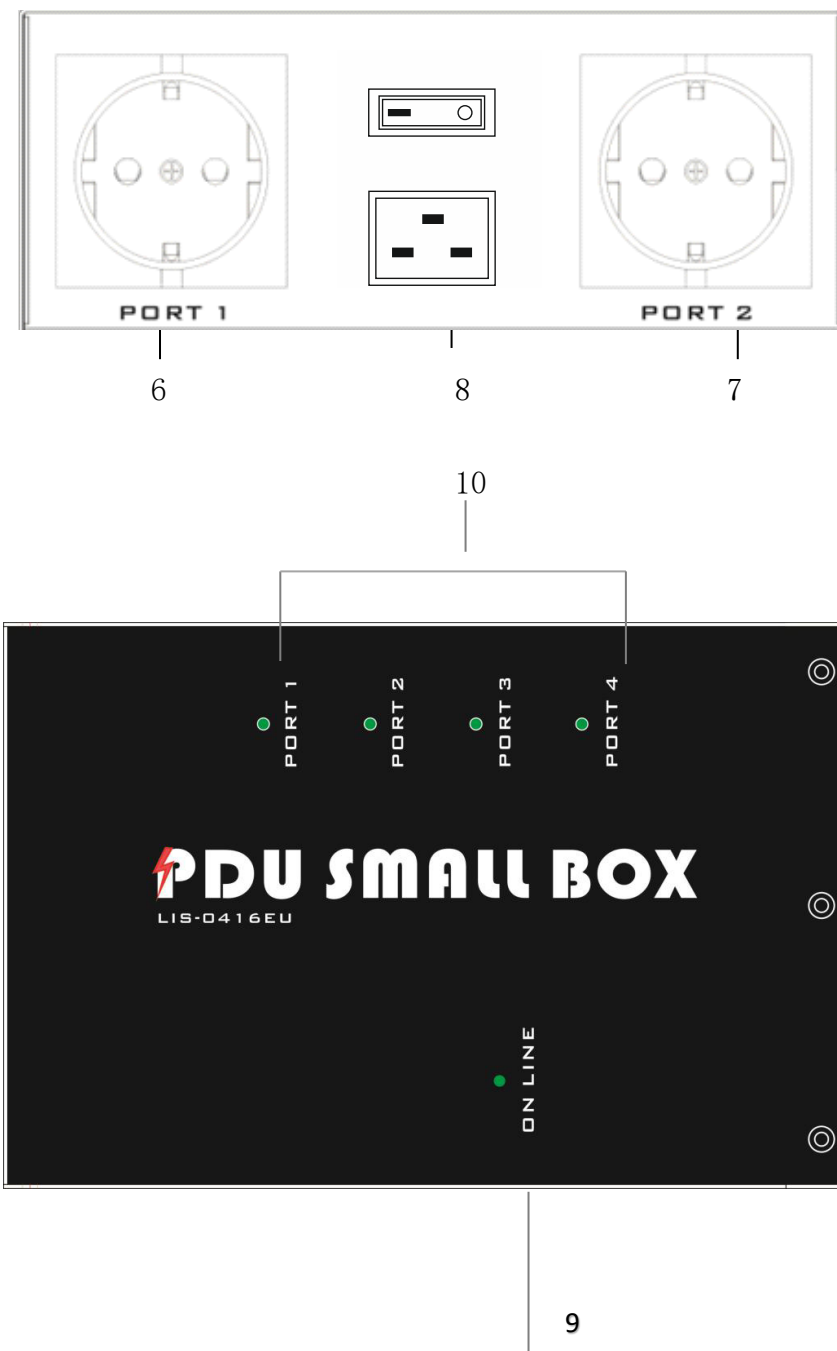 PORT 1
PORT 2
6
8
7
10
PORT 1
PORT 2
PORT 3
PORT 4
PDU SMALL BOX
LIS-0416EU
ON LINE
9